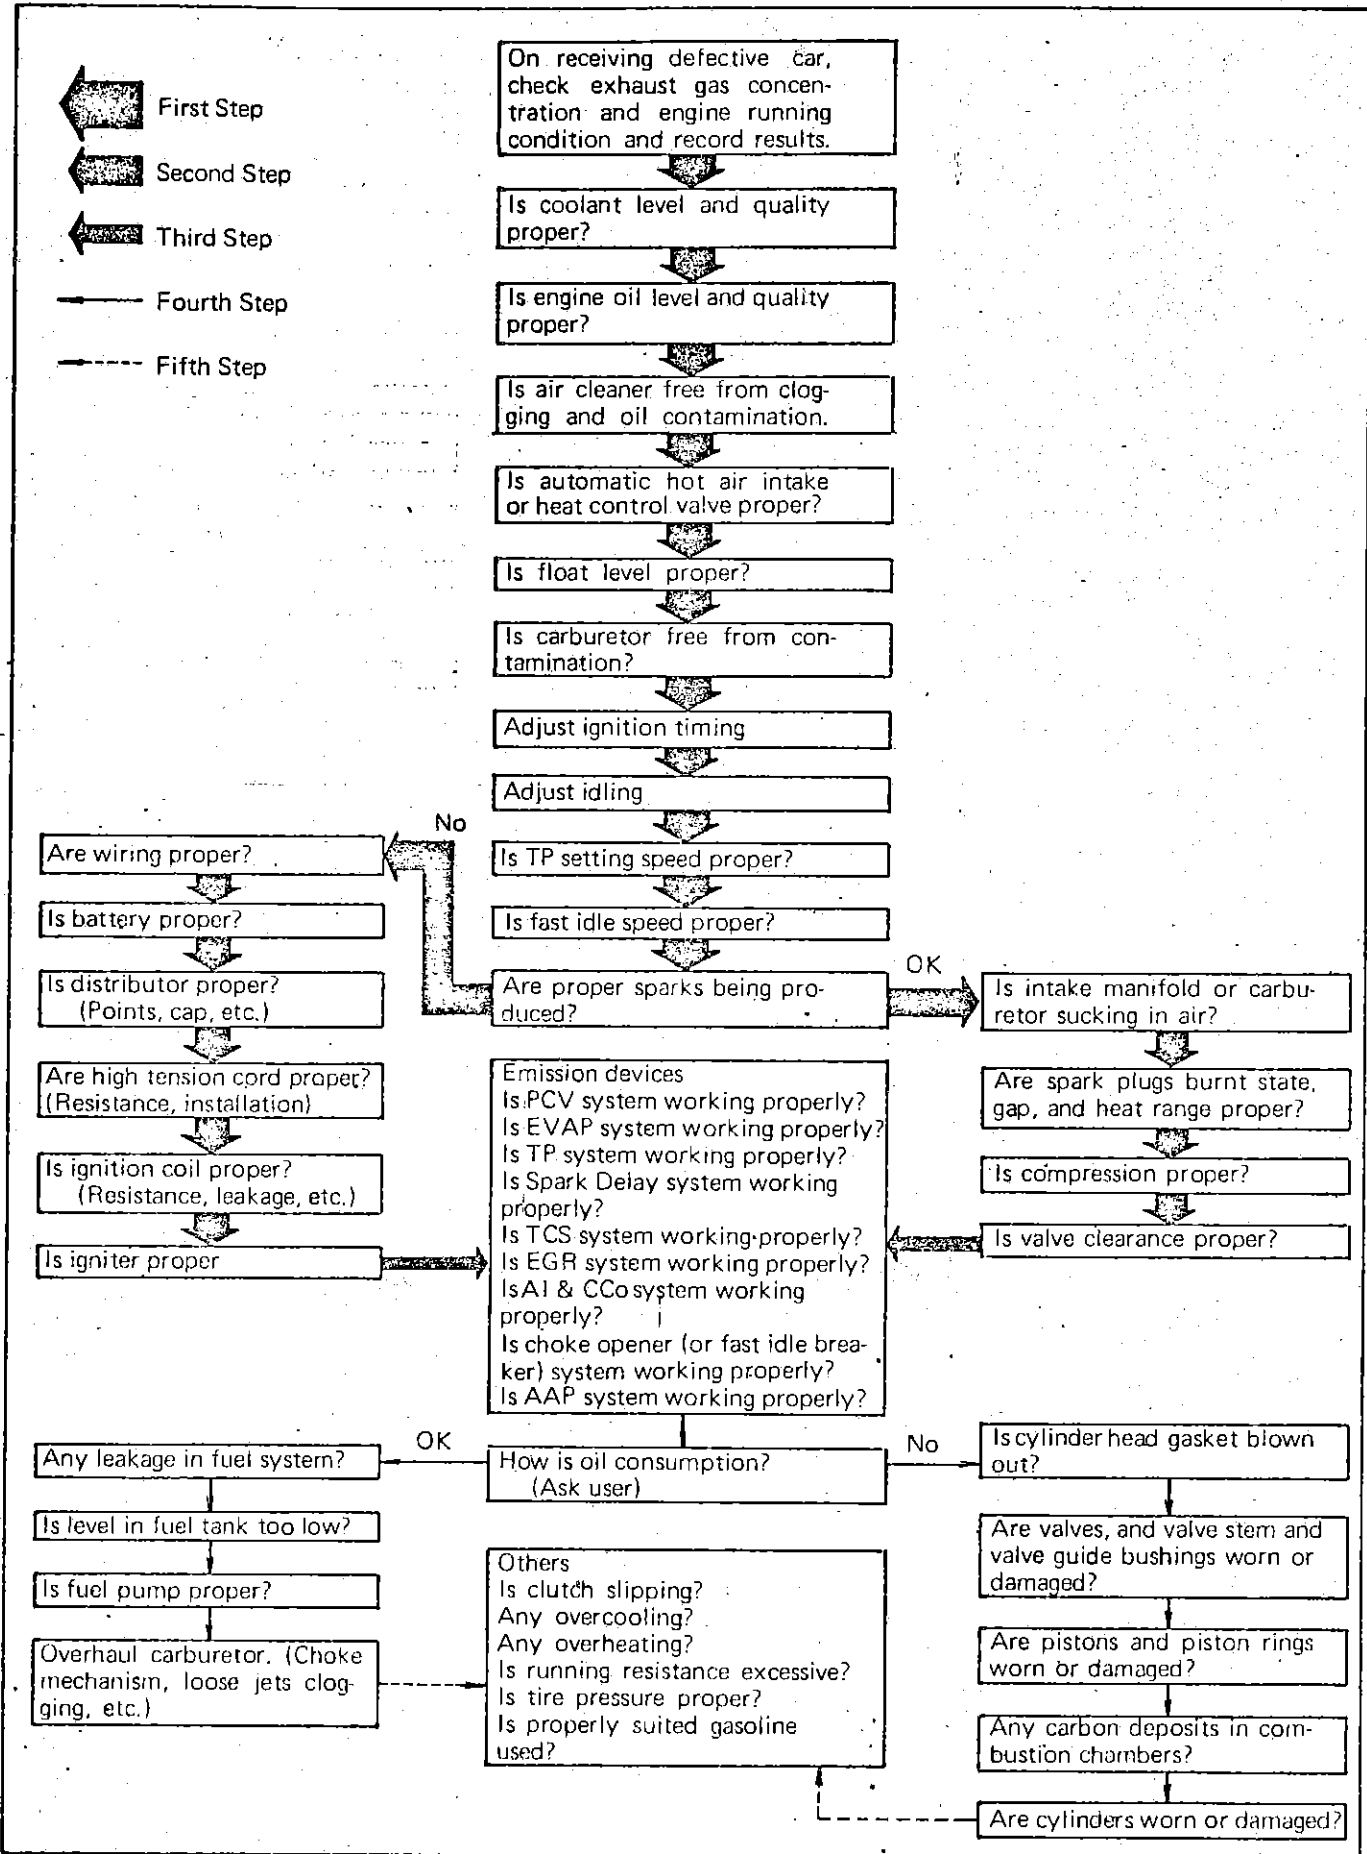 First Step
Second Step
Third Step
Fourth Step
Fifth Step
On receiving defective car,
check exhaust gas concen-
tration and engine running
condition and record results.
Is coolant level and quality
proper?
Is engine oil level and quality
proper?
Is air cleaner free from clog-
ging and oil contamination.
Is automatic hot air intake
or heat control valve proper?
Is float level proper?
Is carburetor free from con-
tamination?
Adjust ignition timing
Adjust idling
Is TP setting speed proper?
Is fast idle speed proper?
Are proper sparks being pro-
duced?
No
Are wiring proper?
Is battery proper?
Is distributor proper?
(Points, cap, etc.)
Are high tension cord proper?
(Resistance, installation)
Is ignition coil proper?
(Resistance, leakage, etc.)
Is igniter proper
OK
Is intake manifold or carbu-
retor sucking in air?
Are spark plugs burnt state,
gap, and heat range proper?
Is compression proper?
Is valve clearance proper?
Emission devices
Is PCV system working properly?
Is EVAP system working properly?
Is TP system working properly?
Is Spark Delay system working
properly?
Is TCS system working properly?
Is EGR system working properly?
Is AI & CCo system working
properly?
Is choke opener (or fast idle brea-
ker) system working properly?
Is AAP system working properly?
How is oil consumption?
(Ask user)
OK
Any leakage in fuel system?
Is level in fuel tank too low?
Is fuel pump proper?
Overhaul carburetor. (Choke
mechanism, loose jets clog-
ging, etc.)
No
Is cylinder head gasket blown
out?
Are valves, and valve stem and
valve guide bushings worn or
damaged?
Are pistons and piston rings
worn or damaged?
Any carbon deposits in com-
bustion chambers?
Are cylinders worn or damaged?
Others
Is clutch slipping?
Any overcooling?
Any overheating?
Is running resistance excessive?
Is tire pressure proper?
Is properly suited gasoline
used?